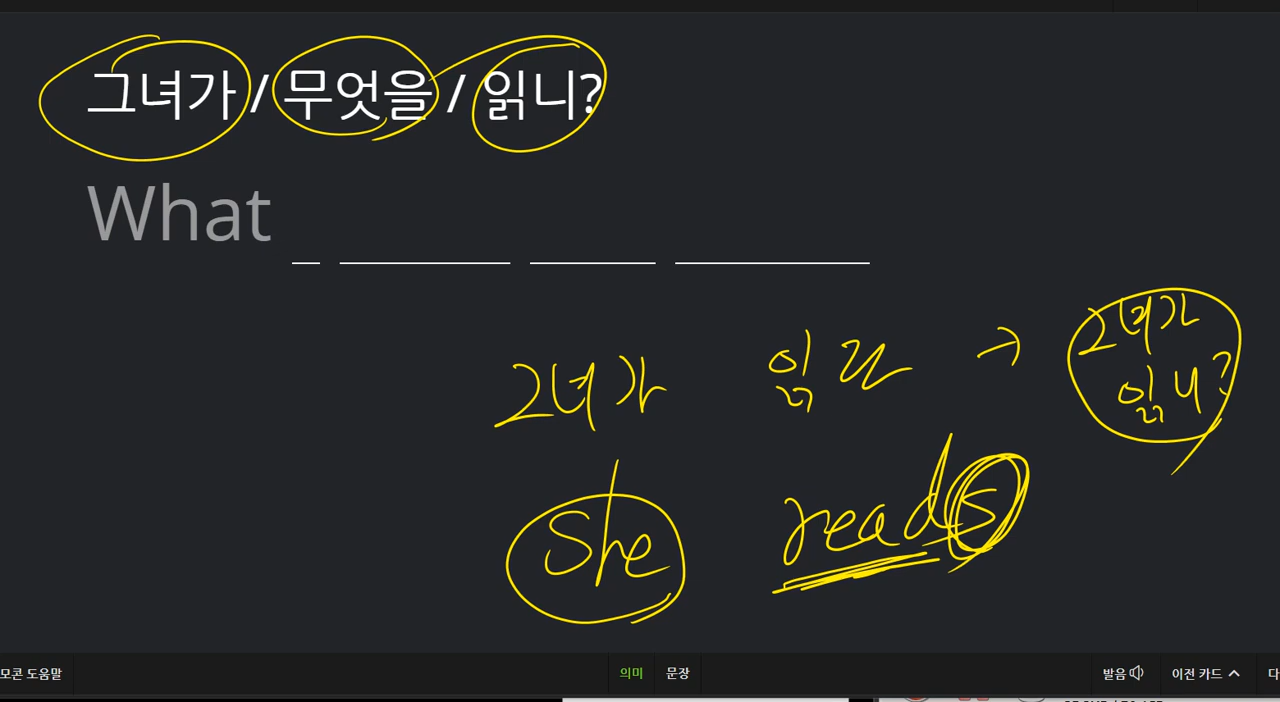 그녀가 / 무엇을 / 읽니?
What
그녀가 읽다 → 그녀가
읽니?
She reads
모콘 도움말 의미 문장 발음 이전 카드 다